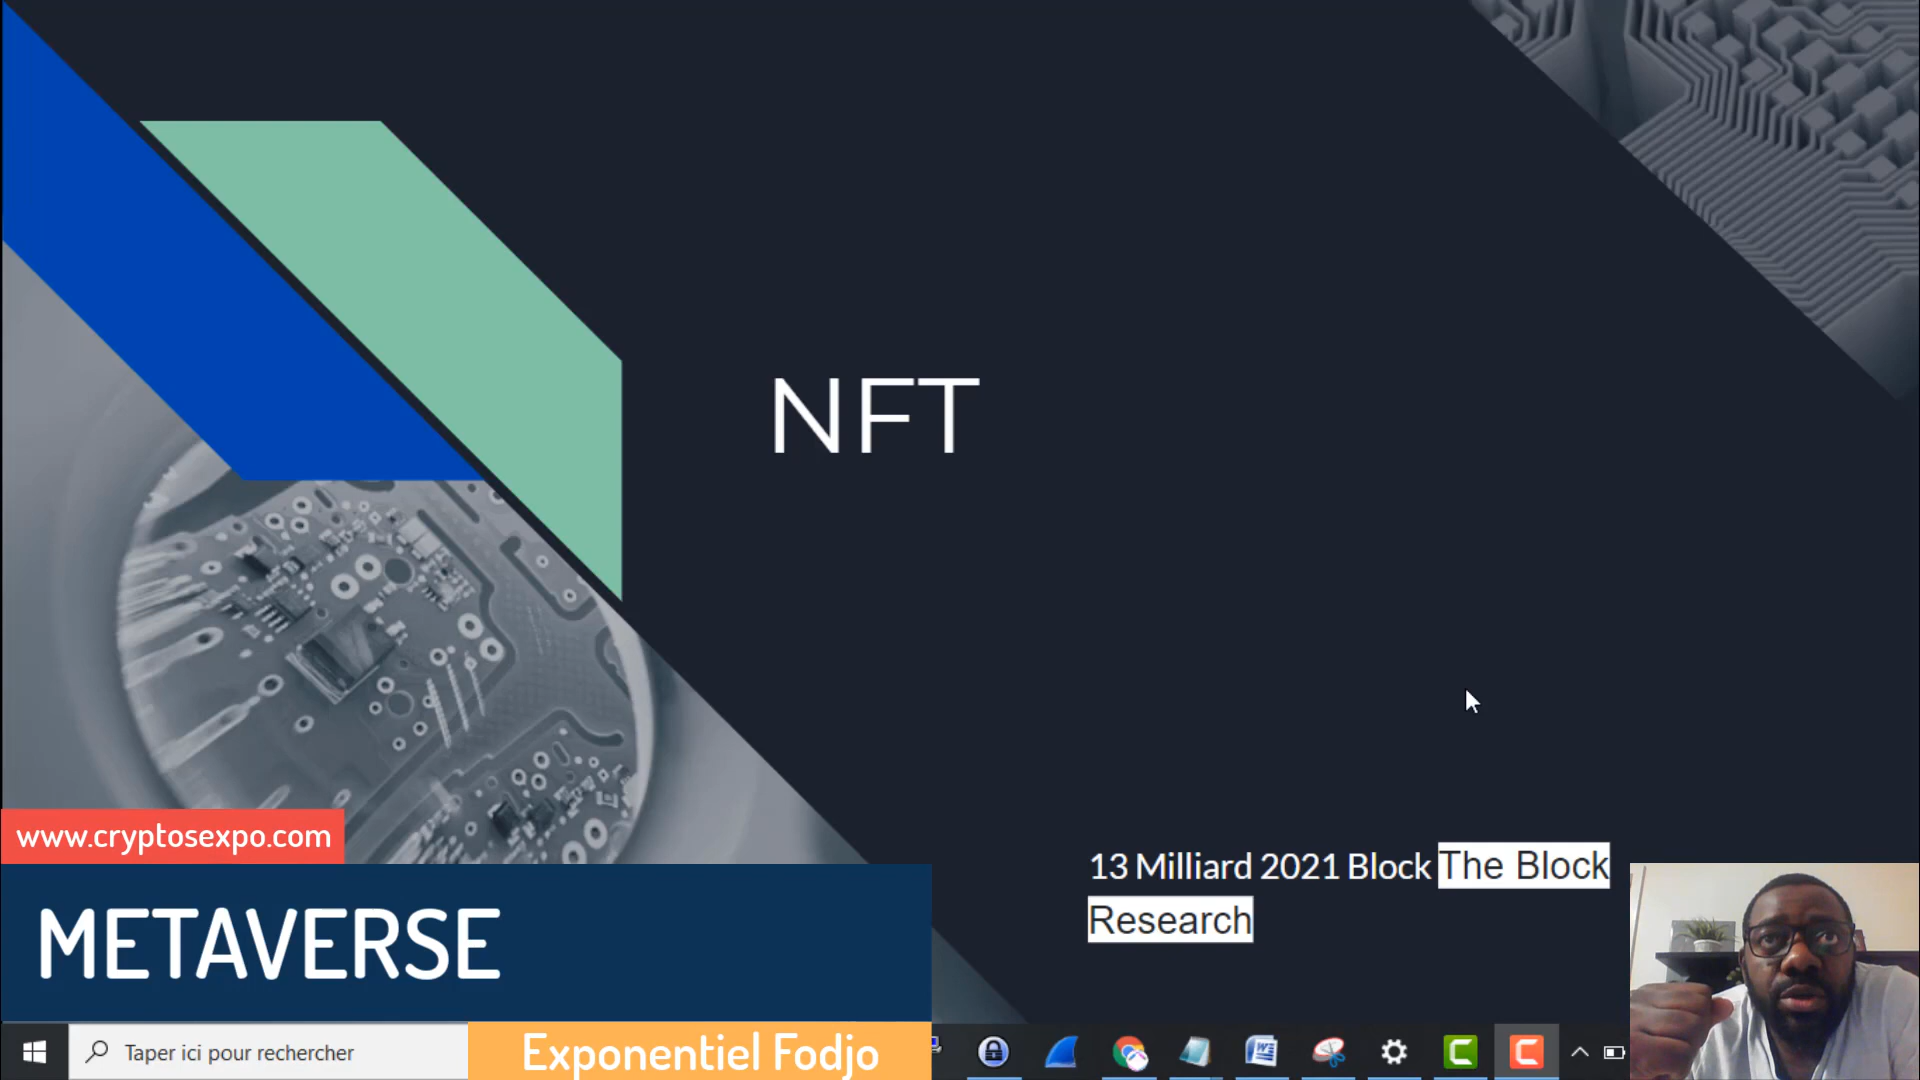 NFT
13 Milliard 2021 Block The Block
Research
www.cryptosexpo.com
METAVERSE
Exponentiel Fodjo
Taper ici pour rechercher